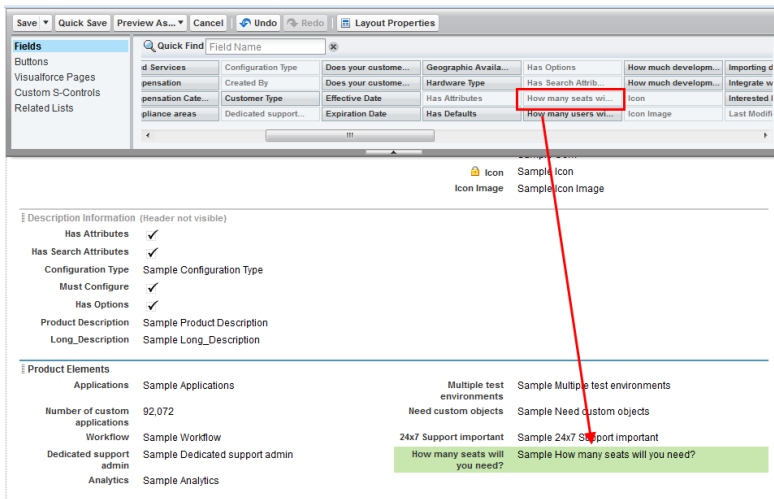 Save Quick Save Preview As... Cancel Undo Redo Layout Properties
Fields
Buttons
Visualforce Pages
Custom S-Controls
Related Lists
Quick Find Field Name
d Services Configuration Type Does your custome... Geographic Availa... Has Options How much developm... Importing d
pensation Created By Does your custome... Hardware Type Has Search Attrib... How much developm... Integrate w
pensation Cate... Customer Type Effective Date Has Attributes How many seats wi... Icon Interested
pliance areas Dedicated support... Expiration Date Has Defaults How many users wi... Icon Image Last Modifi
Icon Sample Icon
Icon Image Sample Icon Image
Description Information (Header not visible)
Has Attributes
Has Search Attributes
Configuration Type Sample Configuration Type
Must Configure
Has Options
Product Description Sample Product Description
Long_Description Sample Long_Description
Product Elements
Applications Sample Applications Multiple test environments Sample Multiple test environments
Number of custom applications 92,072 Need custom objects Sample Need custom objects
Workflow Sample Workflow 24x7 Support important Sample 24x7 Support important
Dedicated support admin Sample Dedicated support admin How many seats will you need? Sample How many seats will you need?
Analytics Sample Analytics